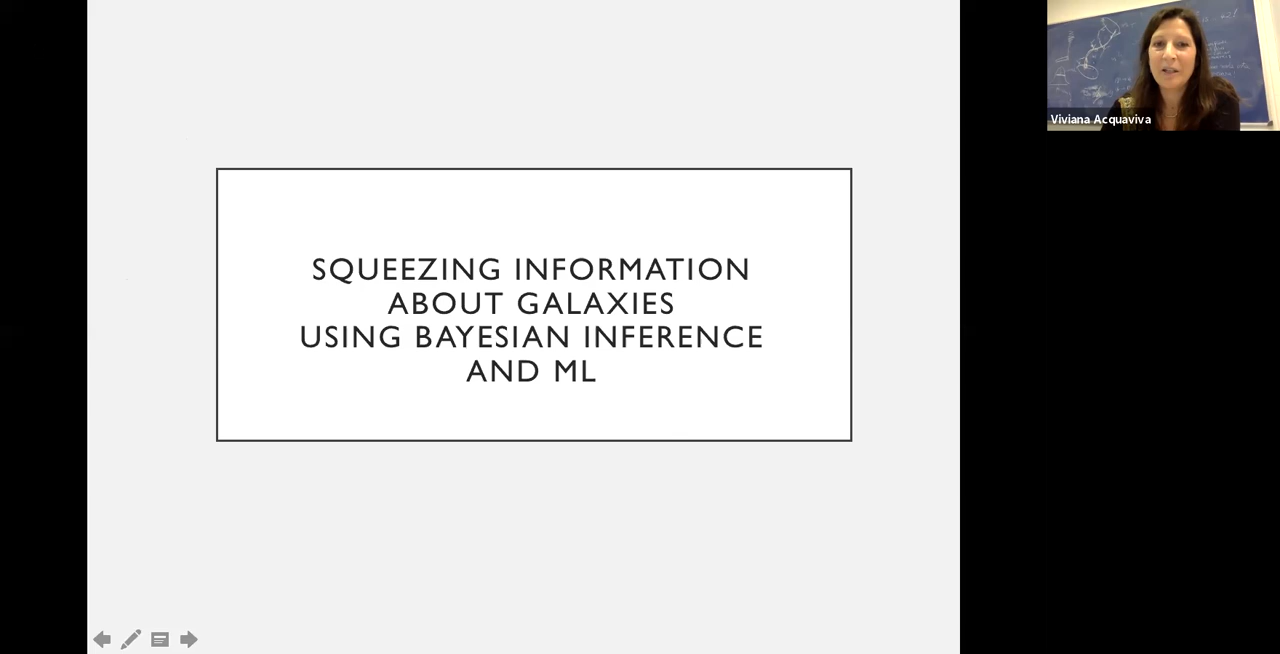 SQUEEZING INFORMATION
ABOUT GALAXIES
USING BAYESIAN INFERENCE
AND ML
Viviana Acquaviva